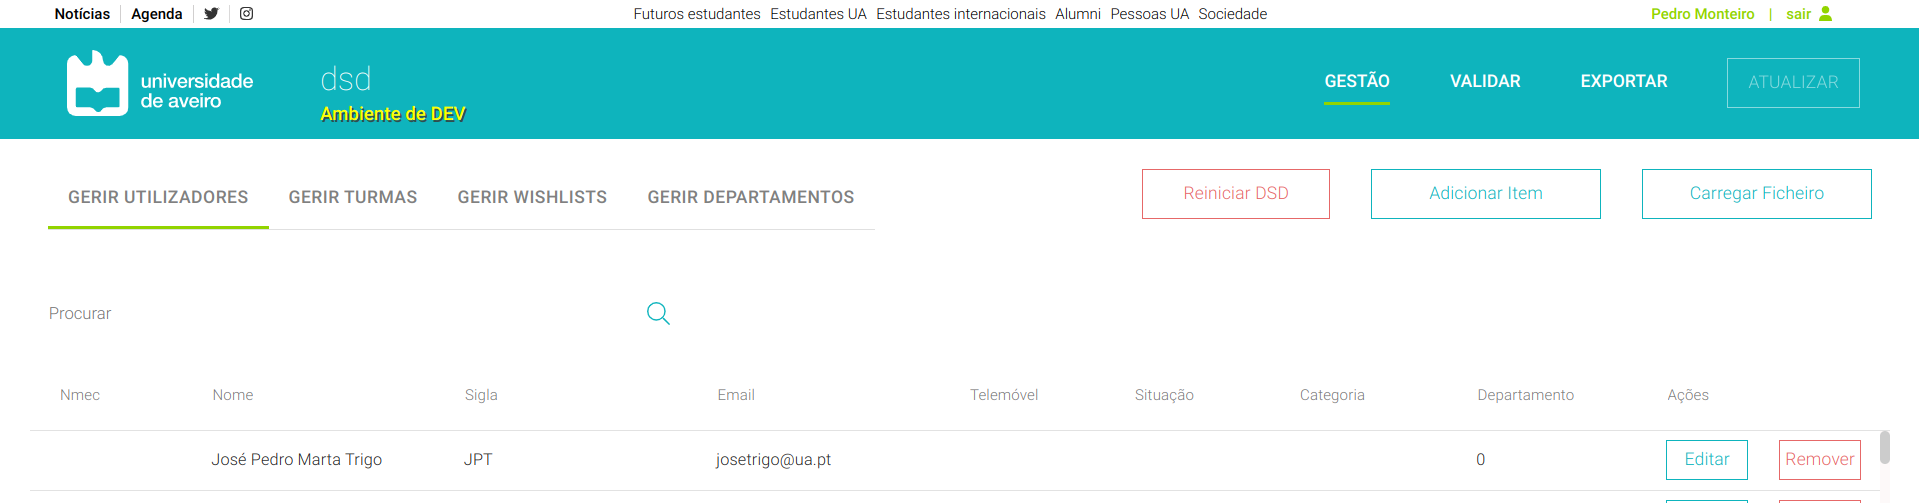 Notícias Agenda Futuros estudantes Estudantes UA Estudantes internacionais Alumni Pessoas UA Sociedade Pedro Monteiro | sair
universidade
de aveiro
dsd
Ambiente de DEV
GESTÃO VALIDAR EXPORTAR ATUALIZAR
GERIR UTILIZADORES GERIR TURMAS GERIR WISHLISTS GERIR DEPARTAMENTOS Reiniciar DSD Adicionar Item Carregar Ficheiro
Procurar
Nmec Nome Sigla Email Telemóvel Situação Categoria Departamento Ações
José Pedro Marta Trigo JPT josetrigo@ua.pt 0 Editar Remover